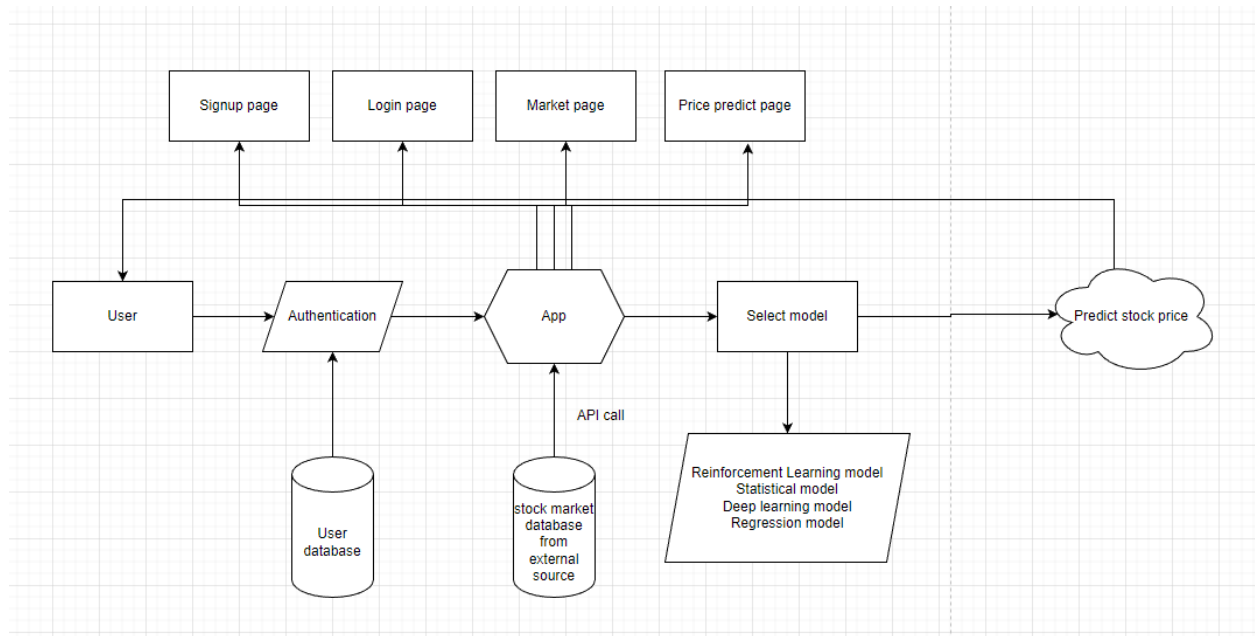 Signup page
Login page
Market page
Price predict page
User
Authentication
App
Select model
Predict stock price
API call
User
database
stock market
database
from
external
source
Reinforcement Learning model
Statistical model
Deep learning model
Regression model